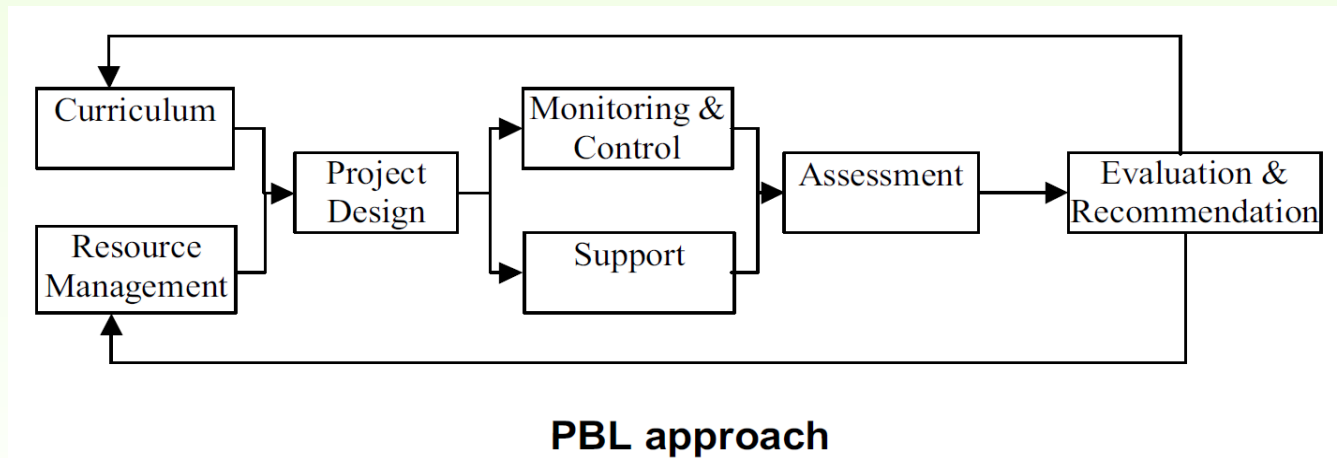 Curriculum
Resource
Management
Project
Design
Monitoring &
Control
Support
Assessment
Evaluation &
Recommendation
PBL approach